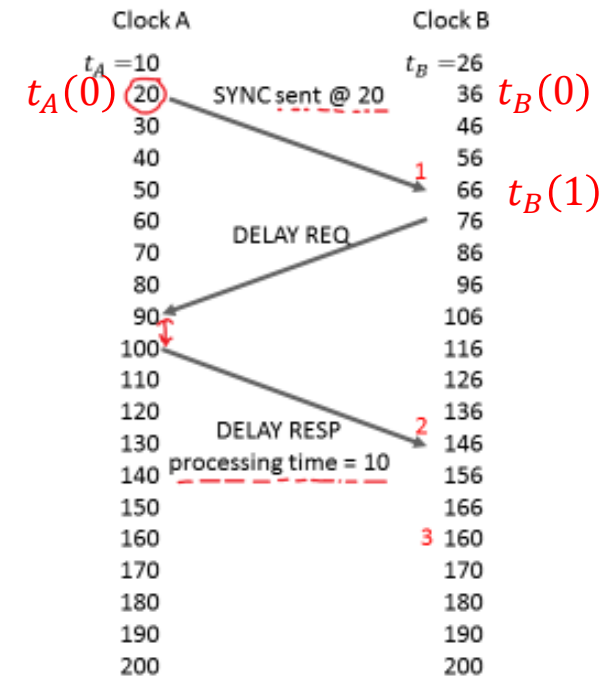 Clock A Clock B
t_A =10 t_B =26
t_A(0) 20 SYNC sent @ 20 36 t_B(0)
30 46
40 56
1
50 66 t_B(1)
60 76
DELAY REQ
70 86
80 96
90 106
100 116
110 126
120 136
DELAY RESP 2
130 146
processing time = 10
140 156
150 166
160 3 160
170 170
180 180
190 190
200 200